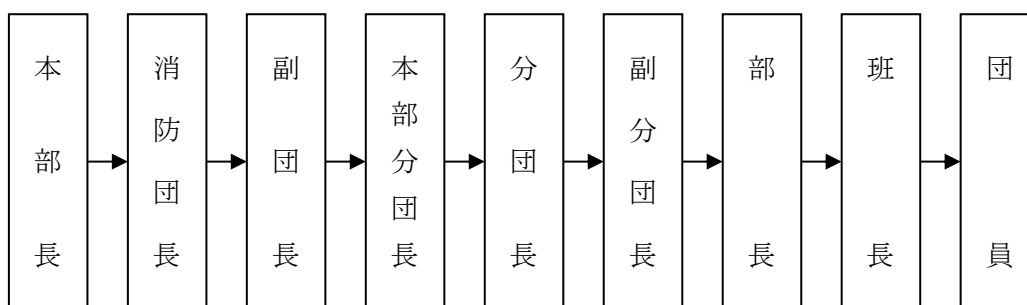 本部長
消防団長
副団長
本部分団長
分団長
副分団長
部長
班長
団員